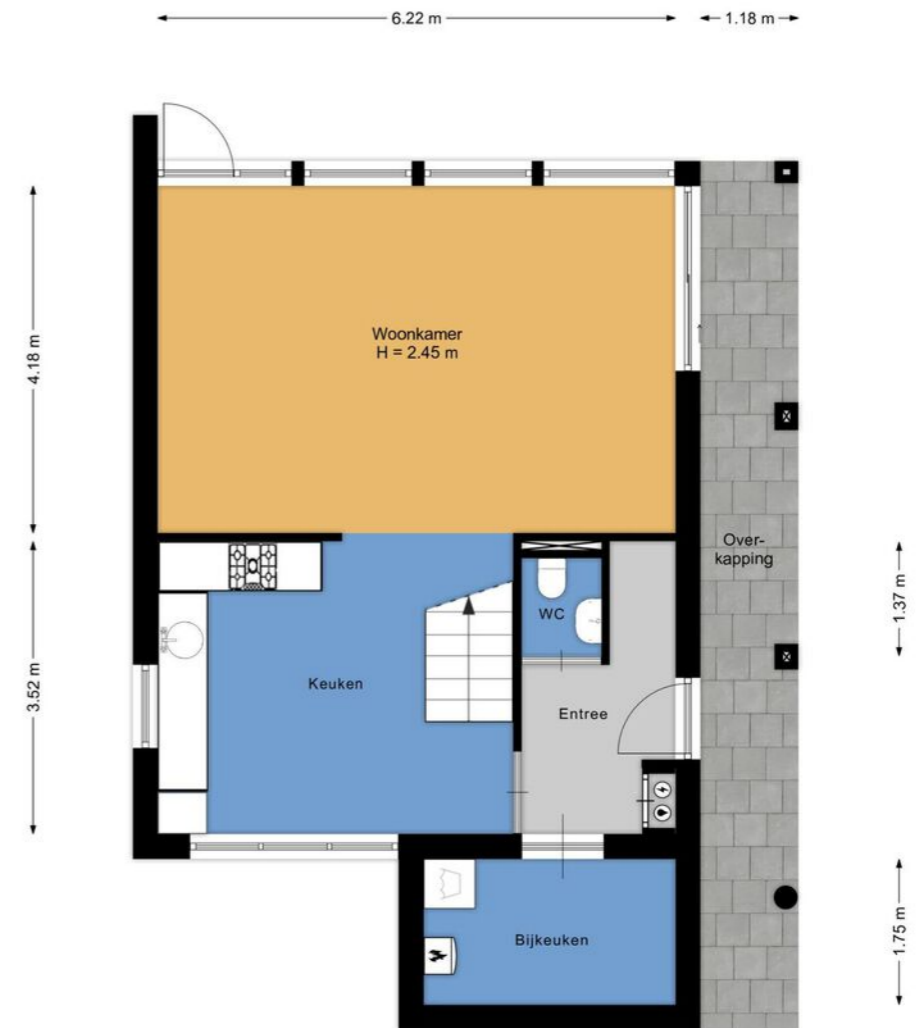 6.22 m
1.18 m
4.18 m
Woonkamer
H = 2.45 m
Over-
kapping
1.37 m
WC
Keuken
3.52 m
Entree
Bijkeuken
1.75 m